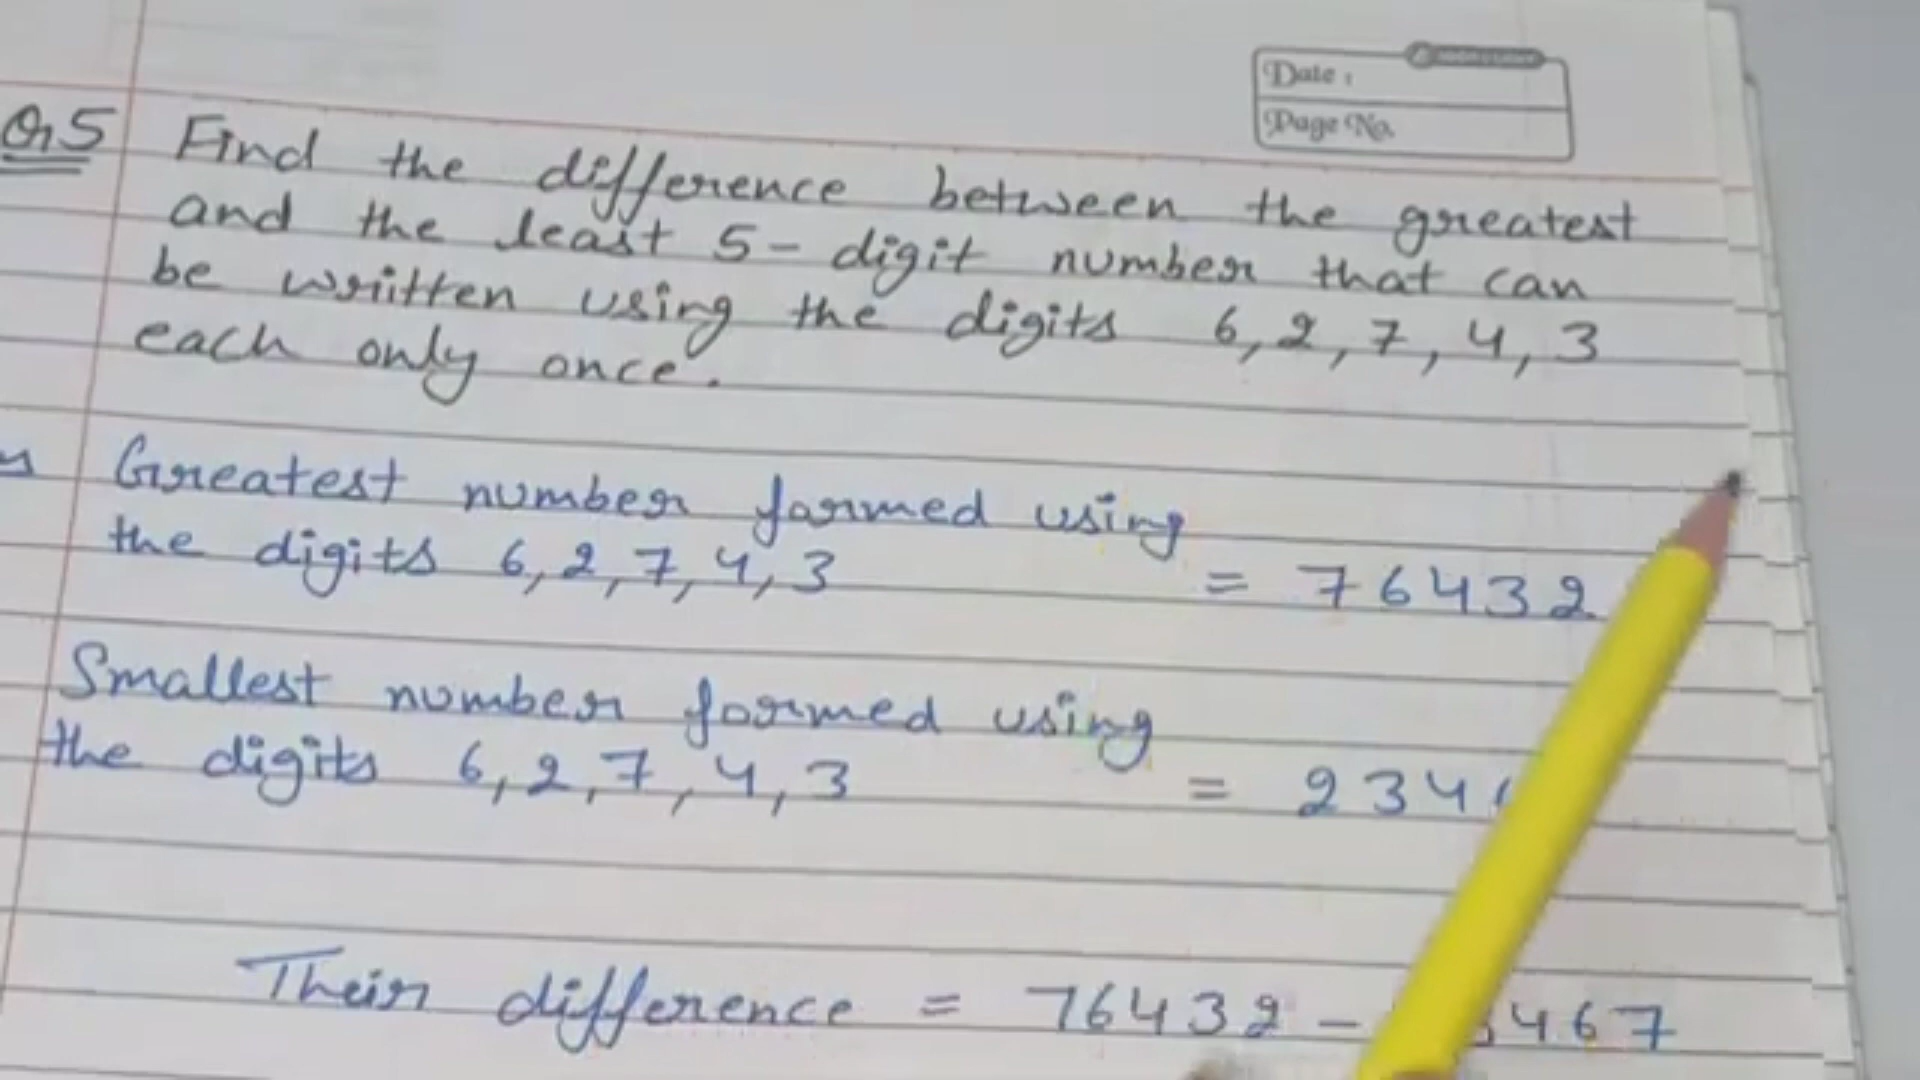 Date :
Page No.
Qn 5 Find the difference between the greatest
and the least 5-digit number that can
be written using the digits 6, 2, 7, 4, 3
each only once.
Greatest number formed using
the digits 6, 2, 7, 4, 3 = 76432
Smallest number formed using
the digits 6, 2, 7, 4, 3 = 234
Their difference = 76432 - 3467